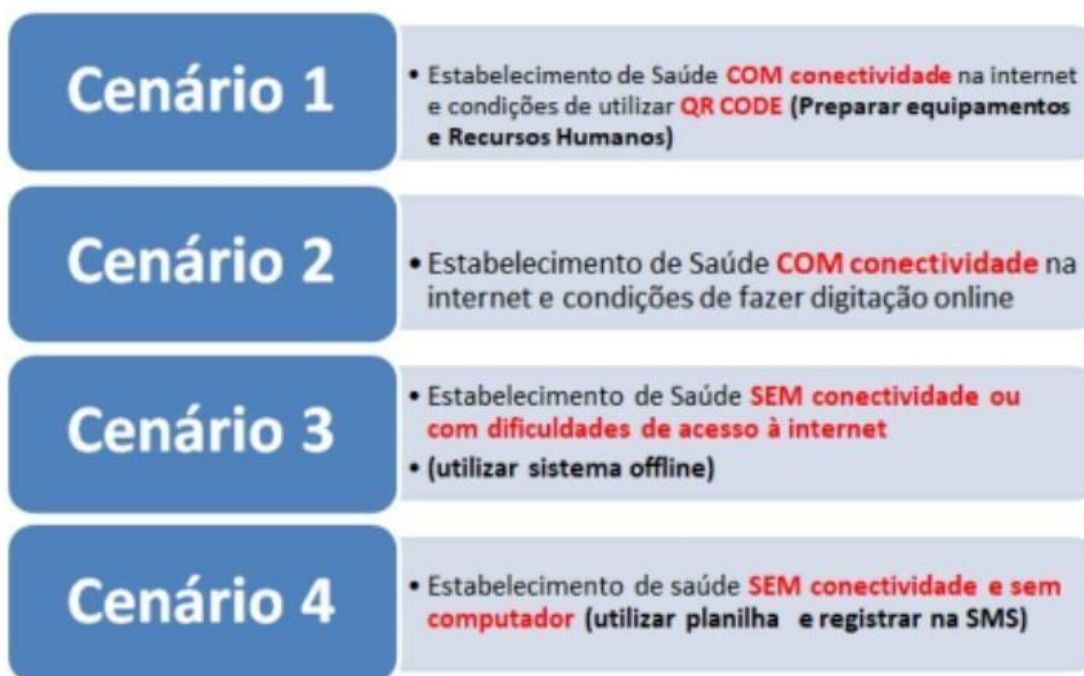 Cenário 1
• Estabelecimento de Saúde COM conectividade na internet
e condições de utilizar QR CODE (Preparar equipamentos
e Recursos Humanos)
Cenário 2
• Estabelecimento de Saúde COM conectividade na
internet e condições de fazer digitação online
Cenário 3
• Estabelecimento de Saúde SEM conectividade ou
com dificuldades de acesso à internet
• (utilizar sistema offline)
Cenário 4
• Estabelecimento de saúde SEM conectividade e sem
computador (utilizar planilha e registrar na SMS)